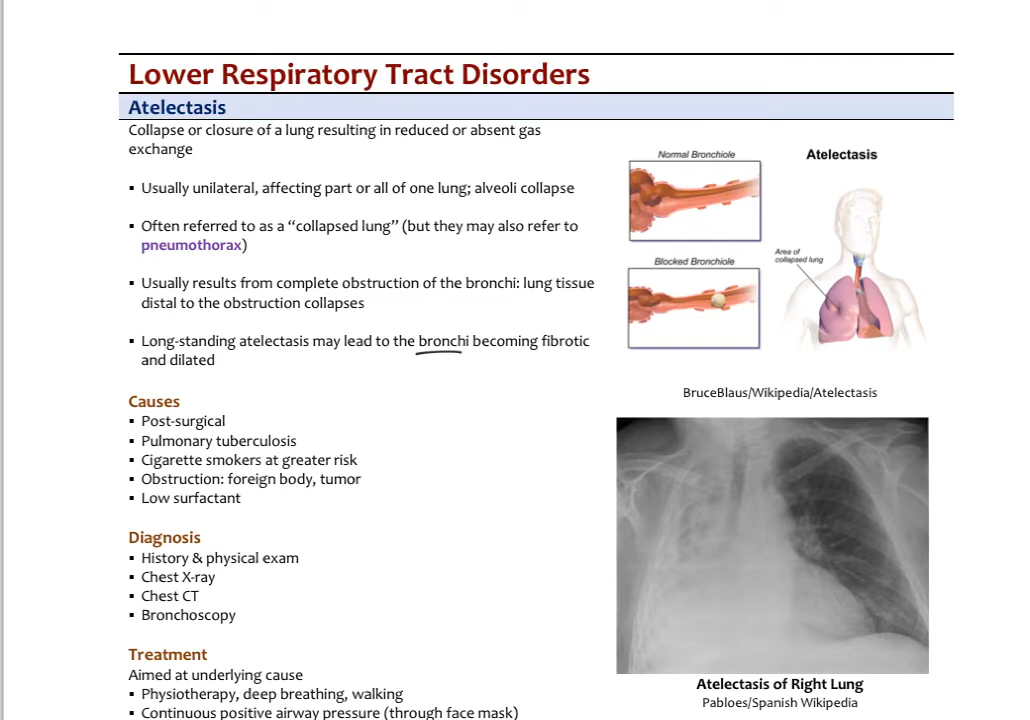 Lower Respiratory Tract Disorders
Atelectasis
Collapse or closure of a lung resulting in reduced or absent gas
exchange
▪ Usually unilateral, affecting part or all of one lung; alveoli collapse
▪ Often referred to as a “collapsed lung” (but they may also refer to
pneumothorax)
▪ Usually results from complete obstruction of the bronchi: lung tissue
distal to the obstruction collapses
▪ Long-standing atelectasis may lead to the bronchi becoming fibrotic
and dilated
Causes
▪ Post-surgical
▪ Pulmonary tuberculosis
▪ Cigarette smokers at greater risk
▪ Obstruction: foreign body, tumor
▪ Low surfactant
Diagnosis
▪ History & physical exam
▪ Chest X-ray
▪ Chest CT
▪ Bronchoscopy
Treatment
Aimed at underlying cause
▪ Physiotherapy, deep breathing, walking
▪ Continuous positive airway pressure (through face mask)
Normal Bronchiole
Atelectasis
Blocked Bronchiole
Area of
collapsed lung
BruceBlaus/Wikipedia/Atelectasis
Atelectasis of Right Lung
Pabloes/Spanish Wikipedia